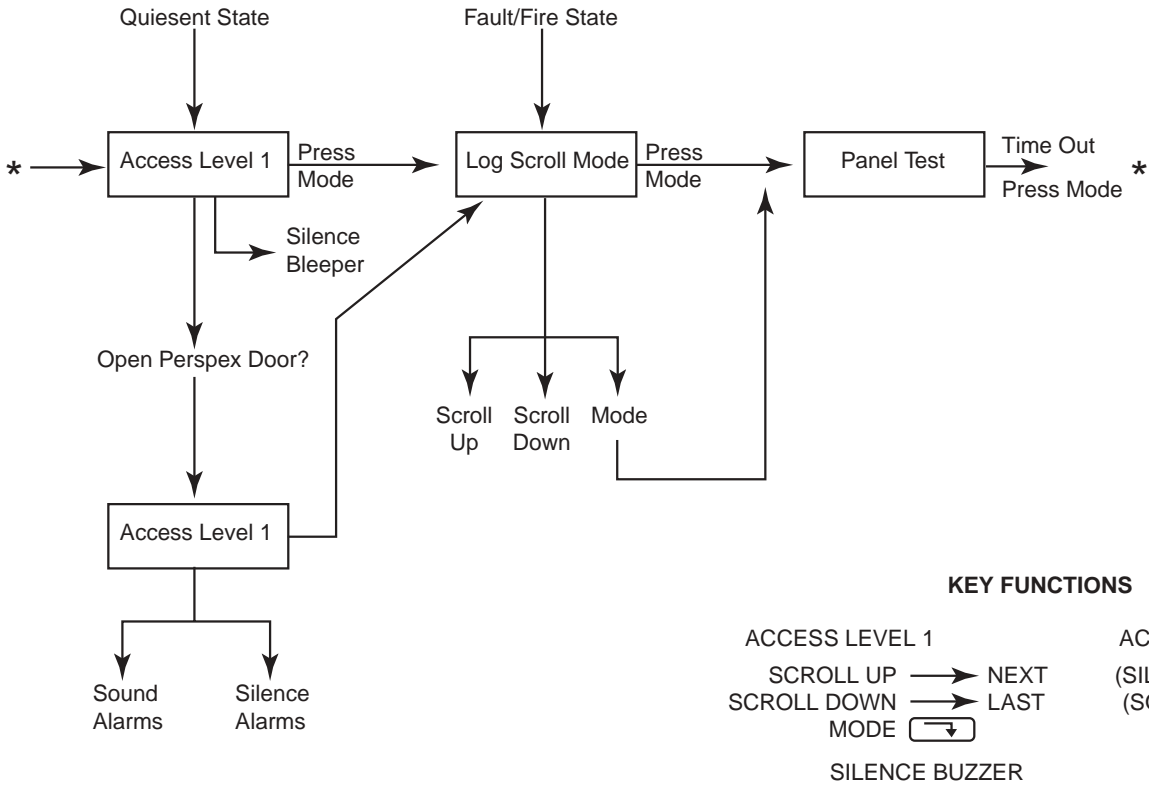 Quiesent State
Fault/Fire State
*
Access Level 1
Press
Mode
Log Scroll Mode
Press
Mode
Panel Test
Time Out
Press Mode
*
Silence
Bleeper
Open Perspex Door?
Scroll
Up
Scroll
Down
Mode
Access Level 1
Sound
Alarms
Silence
Alarms
KEY FUNCTIONS
ACCESS LEVEL 1
SCROLL UP NEXT
SCROLL DOWN LAST
MODE
SILENCE BUZZER